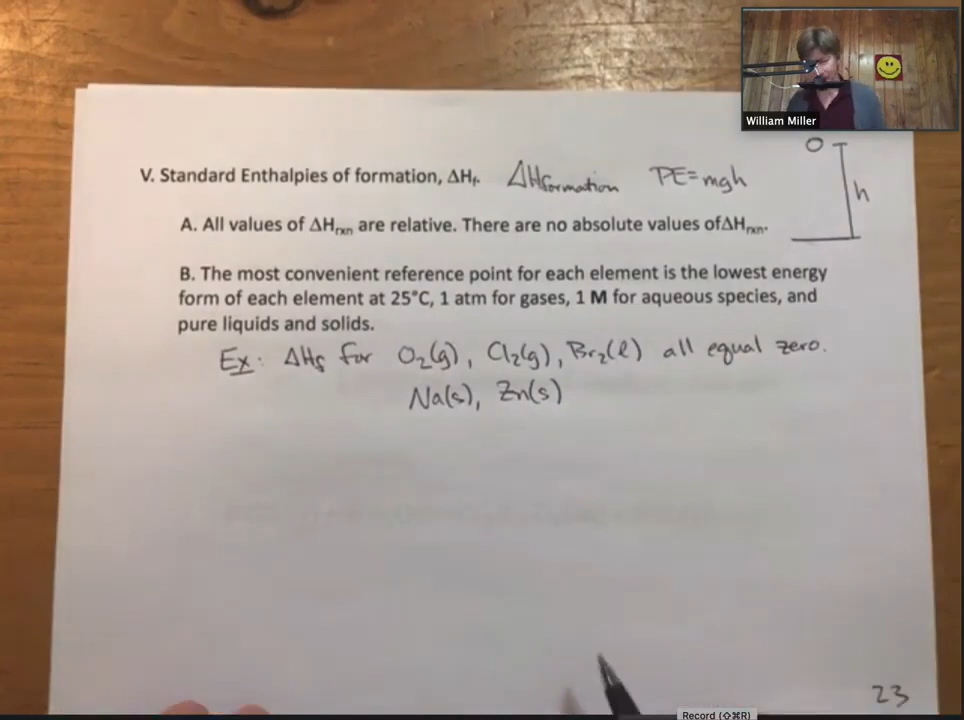 William Miller
V. Standard Enthalpies of formation, ΔHf. ΔHformation PE=mgh
O
h
A. All values of ΔHrxn are relative. There are no absolute values ofΔHrxn.
B. The most convenient reference point for each element is the lowest energy
form of each element at 25°C, 1 atm for gases, 1 M for aqueous species, and
pure liquids and solids.
Ex: ΔHf for O2(g), Cl2(g), Br2(l) all equal zero.
Na(s), Zn(s)
23
Record (⇧⌘R)